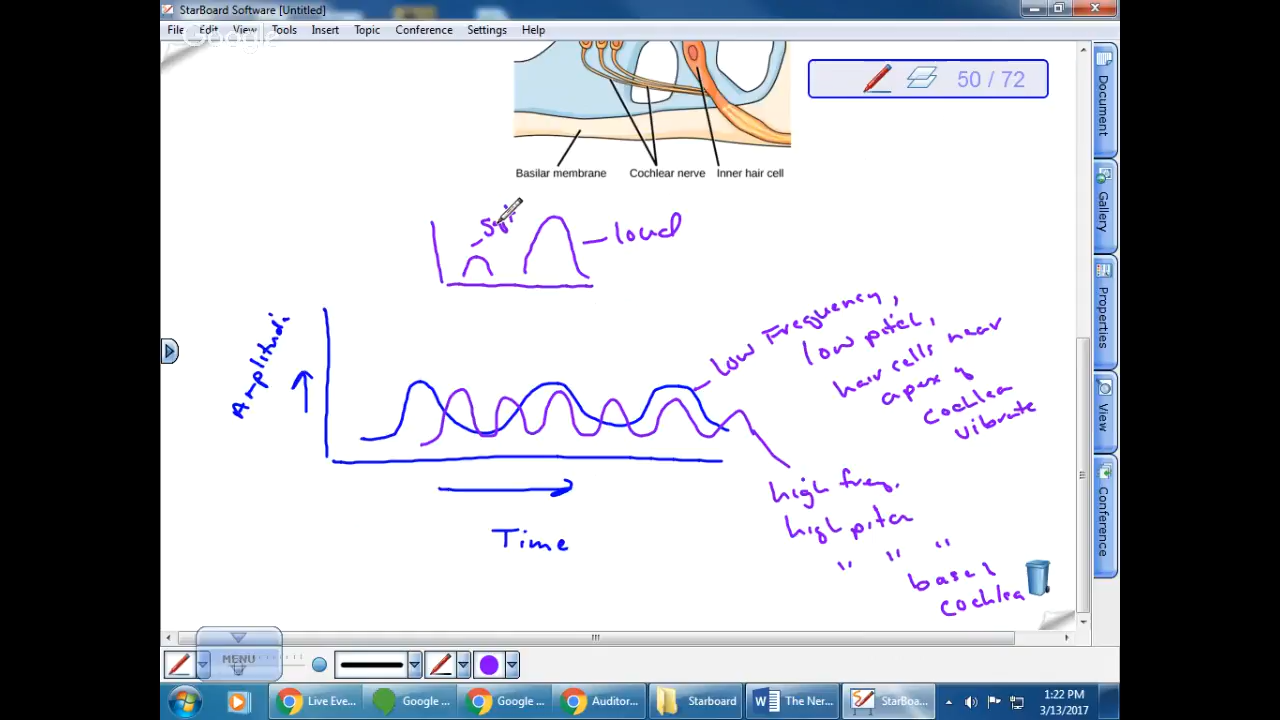 StarBoard Software [Untitled]
File Edit View Tools Insert Topic Conference Settings Help
Google
50 / 72
Basilar membrane Cochlear nerve Inner hair cell
loud
Amplitud
low Frequency,
low pitch,
hair cells near
apex of
cochlea
vibrate
high freq.
high pitch
" " "
basel
cochlea
Time
Document
Gallery
Properties
View
Conference
MENU
Live Eve...
Google ...
Google ...
Auditor...
Starboard
The Ner...
StarBoa...
1:22 PM
3/13/2017